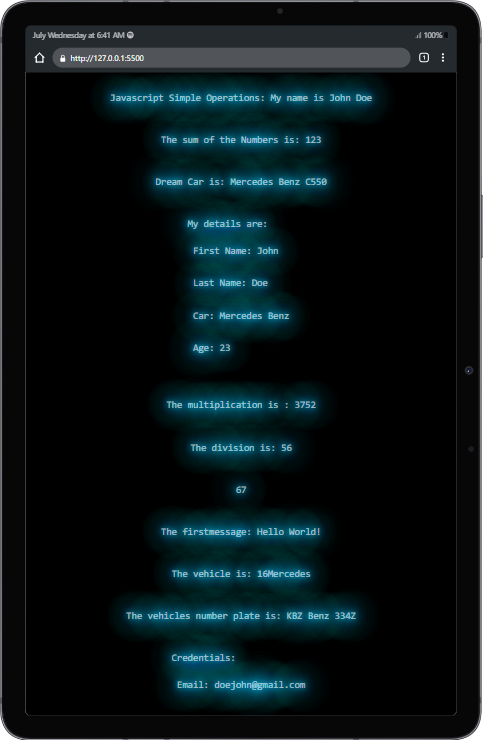 July Wednesday at 6:41 AM
100%
http://127.0.0.1:5500
1
Javascript Simple Operations: My name is John Doe
The sum of the Numbers is: 123
Dream Car is: Mercedes Benz C550
My details are:
First Name: John
Last Name: Doe
Car: Mercedes Benz
Age: 23
The multiplication is : 3752
The division is: 56
67
The firstmessage: Hello World!
The vehicle is: 16Mercedes
The vehicles number plate is: KBZ Benz 334Z
Credentials:
Email: doejohn@gmail.com